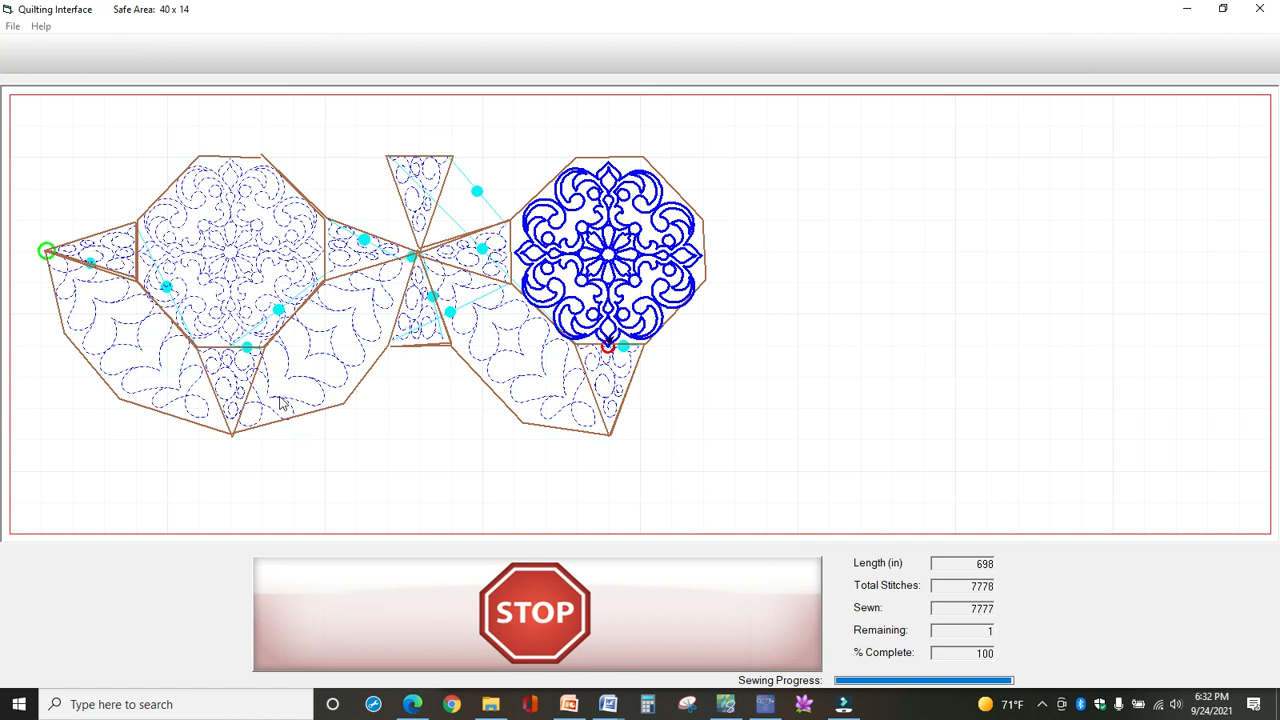 Quilting Interface Safe Area: 40 x 14
File Help
STOP
Length (in) 698
Total Stitches: 7778
Sewn: 7777
Remaining: 1
% Complete: 100
Sewing Progress:
Type here to search
71°F
6:32 PM
9/24/2021